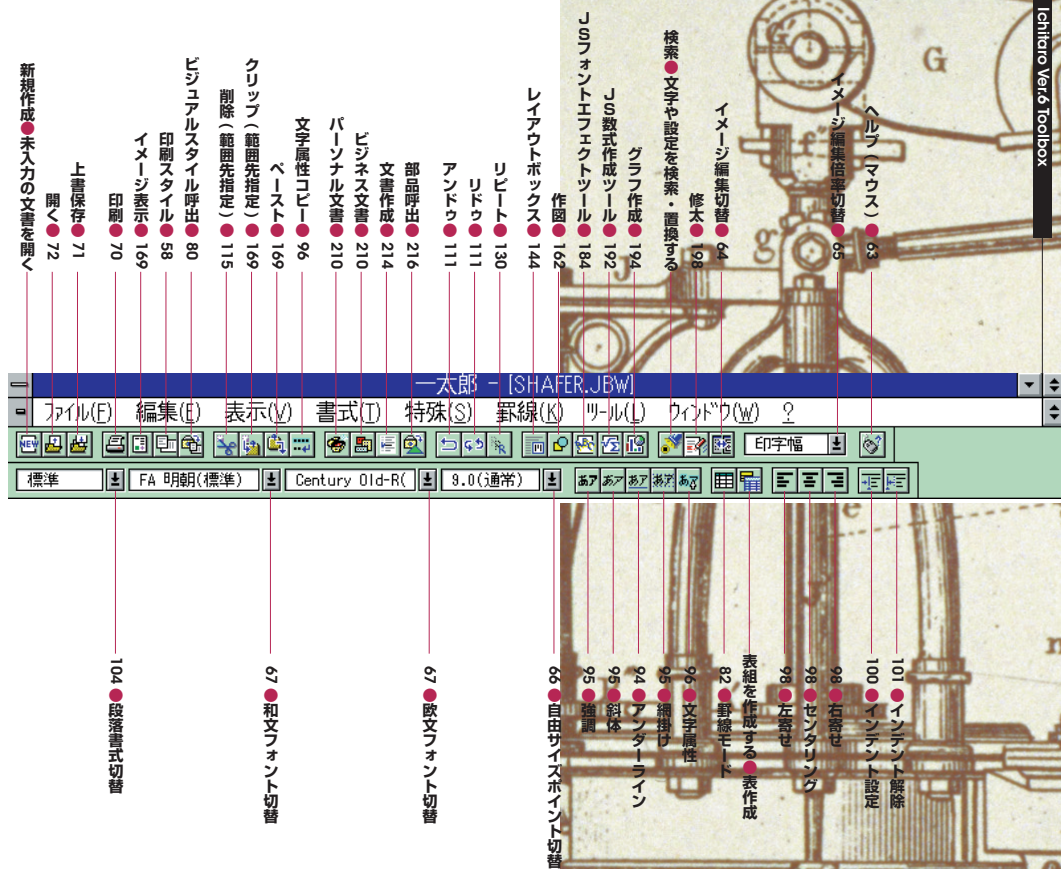 Ichitaro Ver.6 Toolbox
新規作成●未入力の文書を開く
開く●72
上書保存●71
印刷●70
イメージ表示●169
印刷スタイル●58
ビジュアルスタイル呼出●80
削除(範囲先指定)●115
クリップ(範囲先指定)●169
ペースト●169
文字属性コピー●96
パーソナル文書●210
ビジネス文書●210
文書作成●214
部品呼出●216
アンドゥ●111
リドゥ●111
リピート●130
レイアウトボックス●144
作図●162
JSフォントエフェクトツール●184
JS数式作成ツール●192
グラフ作成●194
検索●文字や設定を検索・置換する
修太●198
イメージ編集切替●64
イメージ編集倍率切替●65
ヘルプ(マウス)●63
G'
G
f''
g'
J
一太郎 - [SHAFER.JBW]
ファイル(F) 編集(E) 表示(V) 書式(T) 特殊(S) 罫線(K) ツール(L) ウィンドウ(W) ?
NEW
印字幅
標準 FA 明朝(標準) Century Old-R( 9.0(通常)
あア あア あア あア あア
e
104●段落書式切替
67●和文フォント切替
67●欧文フォント切替
66●自由サイズポイント切替
95●強調
95●斜体
94●アンダーライン
95●網掛け
96●文字属性
82●罫線モード
表組を作成する●表作成
98●左寄せ
98●センタリング
98●右寄せ
100●インデント設定
101●インデント解除